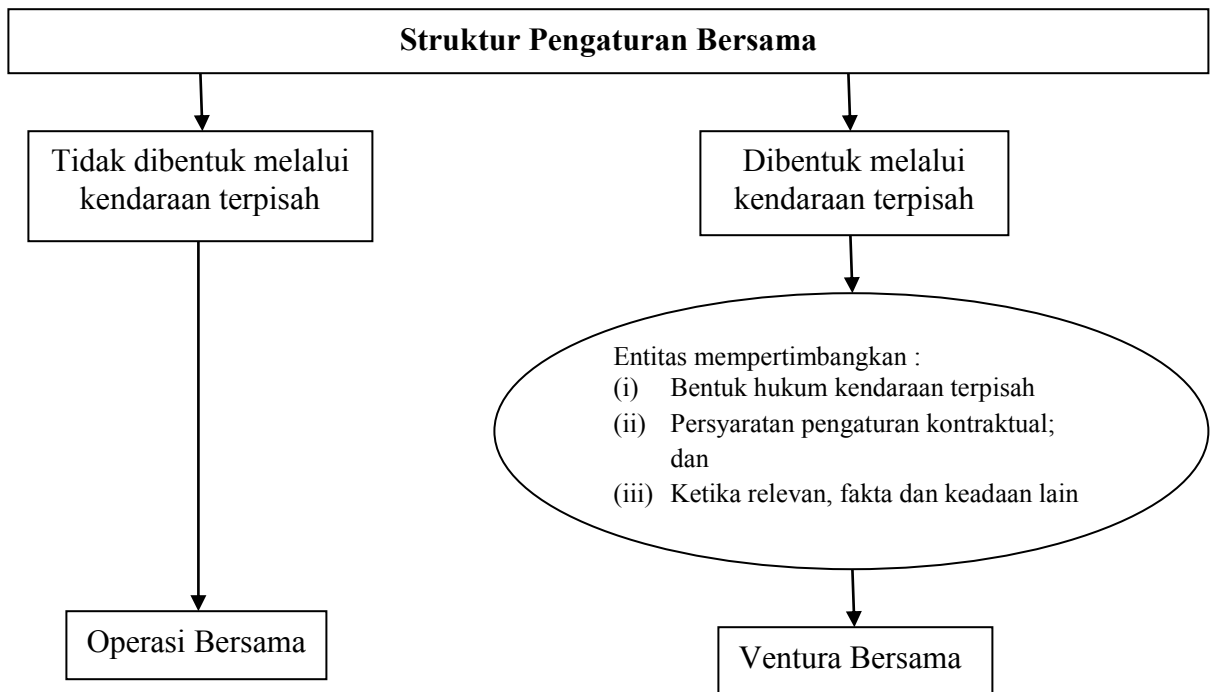 Struktur Pengaturan Bersama
Tidak dibentuk melalui
kendaraan terpisah
Dibentuk melalui
kendaraan terpisah
Entitas mempertimbangkan :
(i) Bentuk hukum kendaraan terpisah
(ii) Persyaratan pengaturan kontraktual;
dan
(iii) Ketika relevan, fakta dan keadaan lain
Operasi Bersama
Ventura Bersama